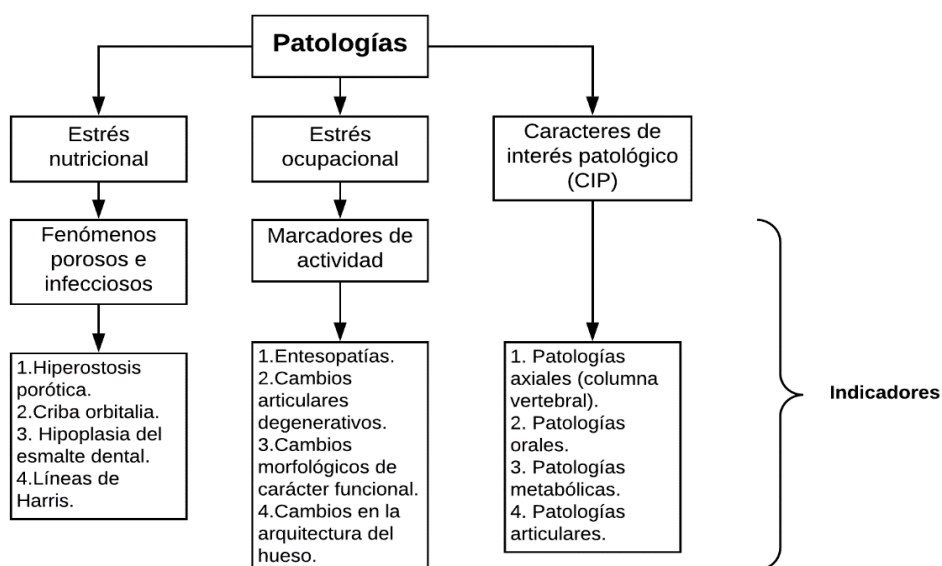 Patologías
Estrés
nutricional
Estrés
ocupacional
Caracteres de
interés patológico
(CIP)
Fenómenos
porosos e
infecciosos
Marcadores de
actividad
1.Hiperostosis
porótica.
2.Criba orbitalia.
3. Hipoplasia del
esmalte dental.
4.Líneas de
Harris.
1.Entesopatías.
2.Cambios
articulares
degenerativos.
3.Cambios
morfológicos de
carácter funcional.
4.Cambios en la
arquitectura del
hueso.
1. Patologías
axiales (columna
vertebral).
2. Patologías
orales.
3. Patologías
metabólicas.
4. Patologías
articulares.
Indicadores